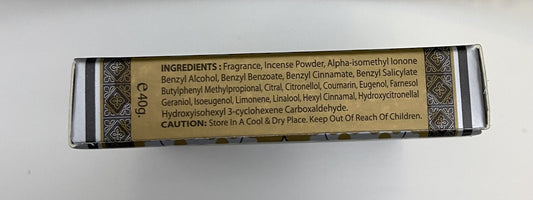 INGREDIENTS : Fragrance, Incense Powder, Alpha-isomethyl Ionone
Benzyl Alcohol, Benzyl Benzoate, Benzyl Cinnamate, Benzyl Salicylate
Butylphenyl Methylpropional, Citral, Citronellol, Coumarin, Eugenol, Farnesol
Geraniol, Isoeugenol, Limonene, Linalool, Hexyl Cinnamal, Hydroxycitronellal
Hydroxyisohexyl 3-cyclohexene Carboxaldehyde.
CAUTION: Store In A Cool & Dry Place. Keep Out Of Reach Of Children.
℮40g.